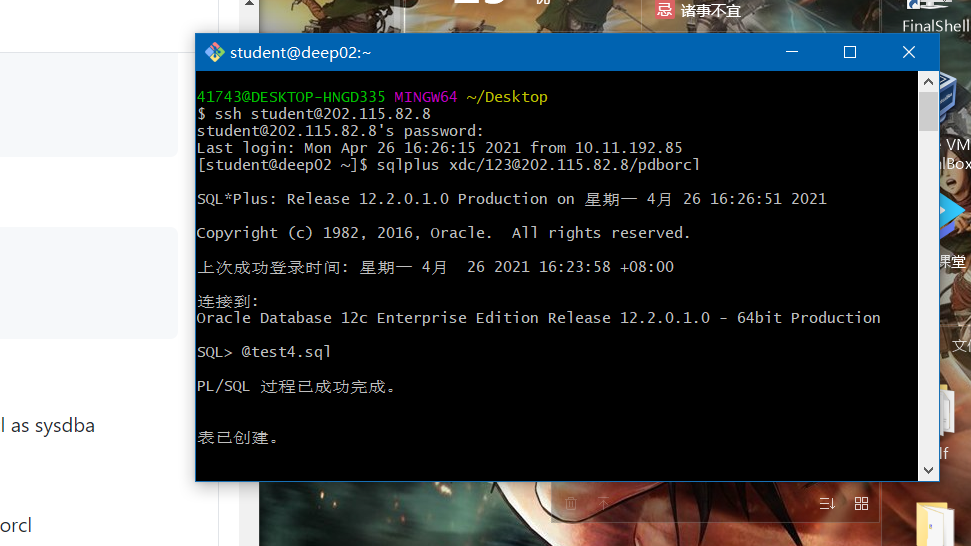 诸事不宜
忌
FinalShell
student@deep02:~
41743@DESKTOP-HNGD335 MINGW64 ~/Desktop
$ ssh student@202.115.82.8
student@202.115.82.8's password:
Last login: Mon Apr 26 16:26:15 2021 from 10.11.192.85
[student@deep02 ~]$ sqlplus xdc/123@202.115.82.8/pdborcl
SQL*Plus: Release 12.2.0.1.0 Production on 星期一 4月 26 16:26:51 2021
Copyright (c) 1982, 2016, Oracle.  All rights reserved.
上次成功登录时间: 星期一 4月  26 2021 16:23:58 +08:00
连接到:
Oracle Database 12c Enterprise Edition Release 12.2.0.1.0 - 64bit Production
SQL> @test4.sql
PL/SQL 过程已成功完成。
表已创建。
l as sysdba
orcl
VM
lBox
课堂
文件
lf